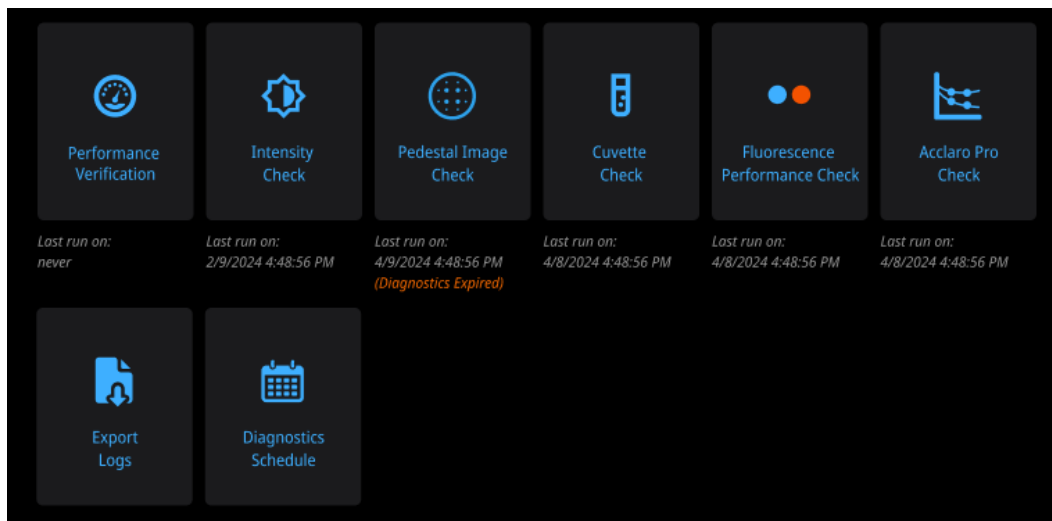 Performance
Verification
Intensity
Check
Pedestal Image
Check
Cuvette
Check
Fluorescence
Performance Check
Acclaro Pro
Check
Last run on:
never
Last run on:
2/9/2024 4:48:56 PM
Last run on:
4/9/2024 4:48:56 PM
(Diagnostics Expired)
Last run on:
4/8/2024 4:48:56 PM
Last run on:
4/8/2024 4:48:56 PM
Last run on:
4/8/2024 4:48:56 PM
Export
Logs
Diagnostics
Schedule